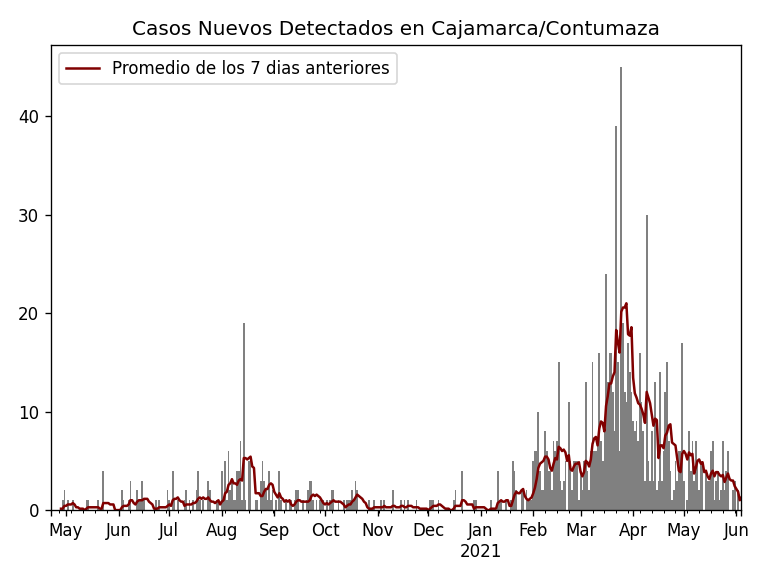 Casos Nuevos Detectados en Cajamarca/Contumaza
Promedio de los 7 dias anteriores
40
30
20
10
0
May Jun Jul Aug Sep Oct Nov Dec Jan Feb Mar Apr May Jun
2021